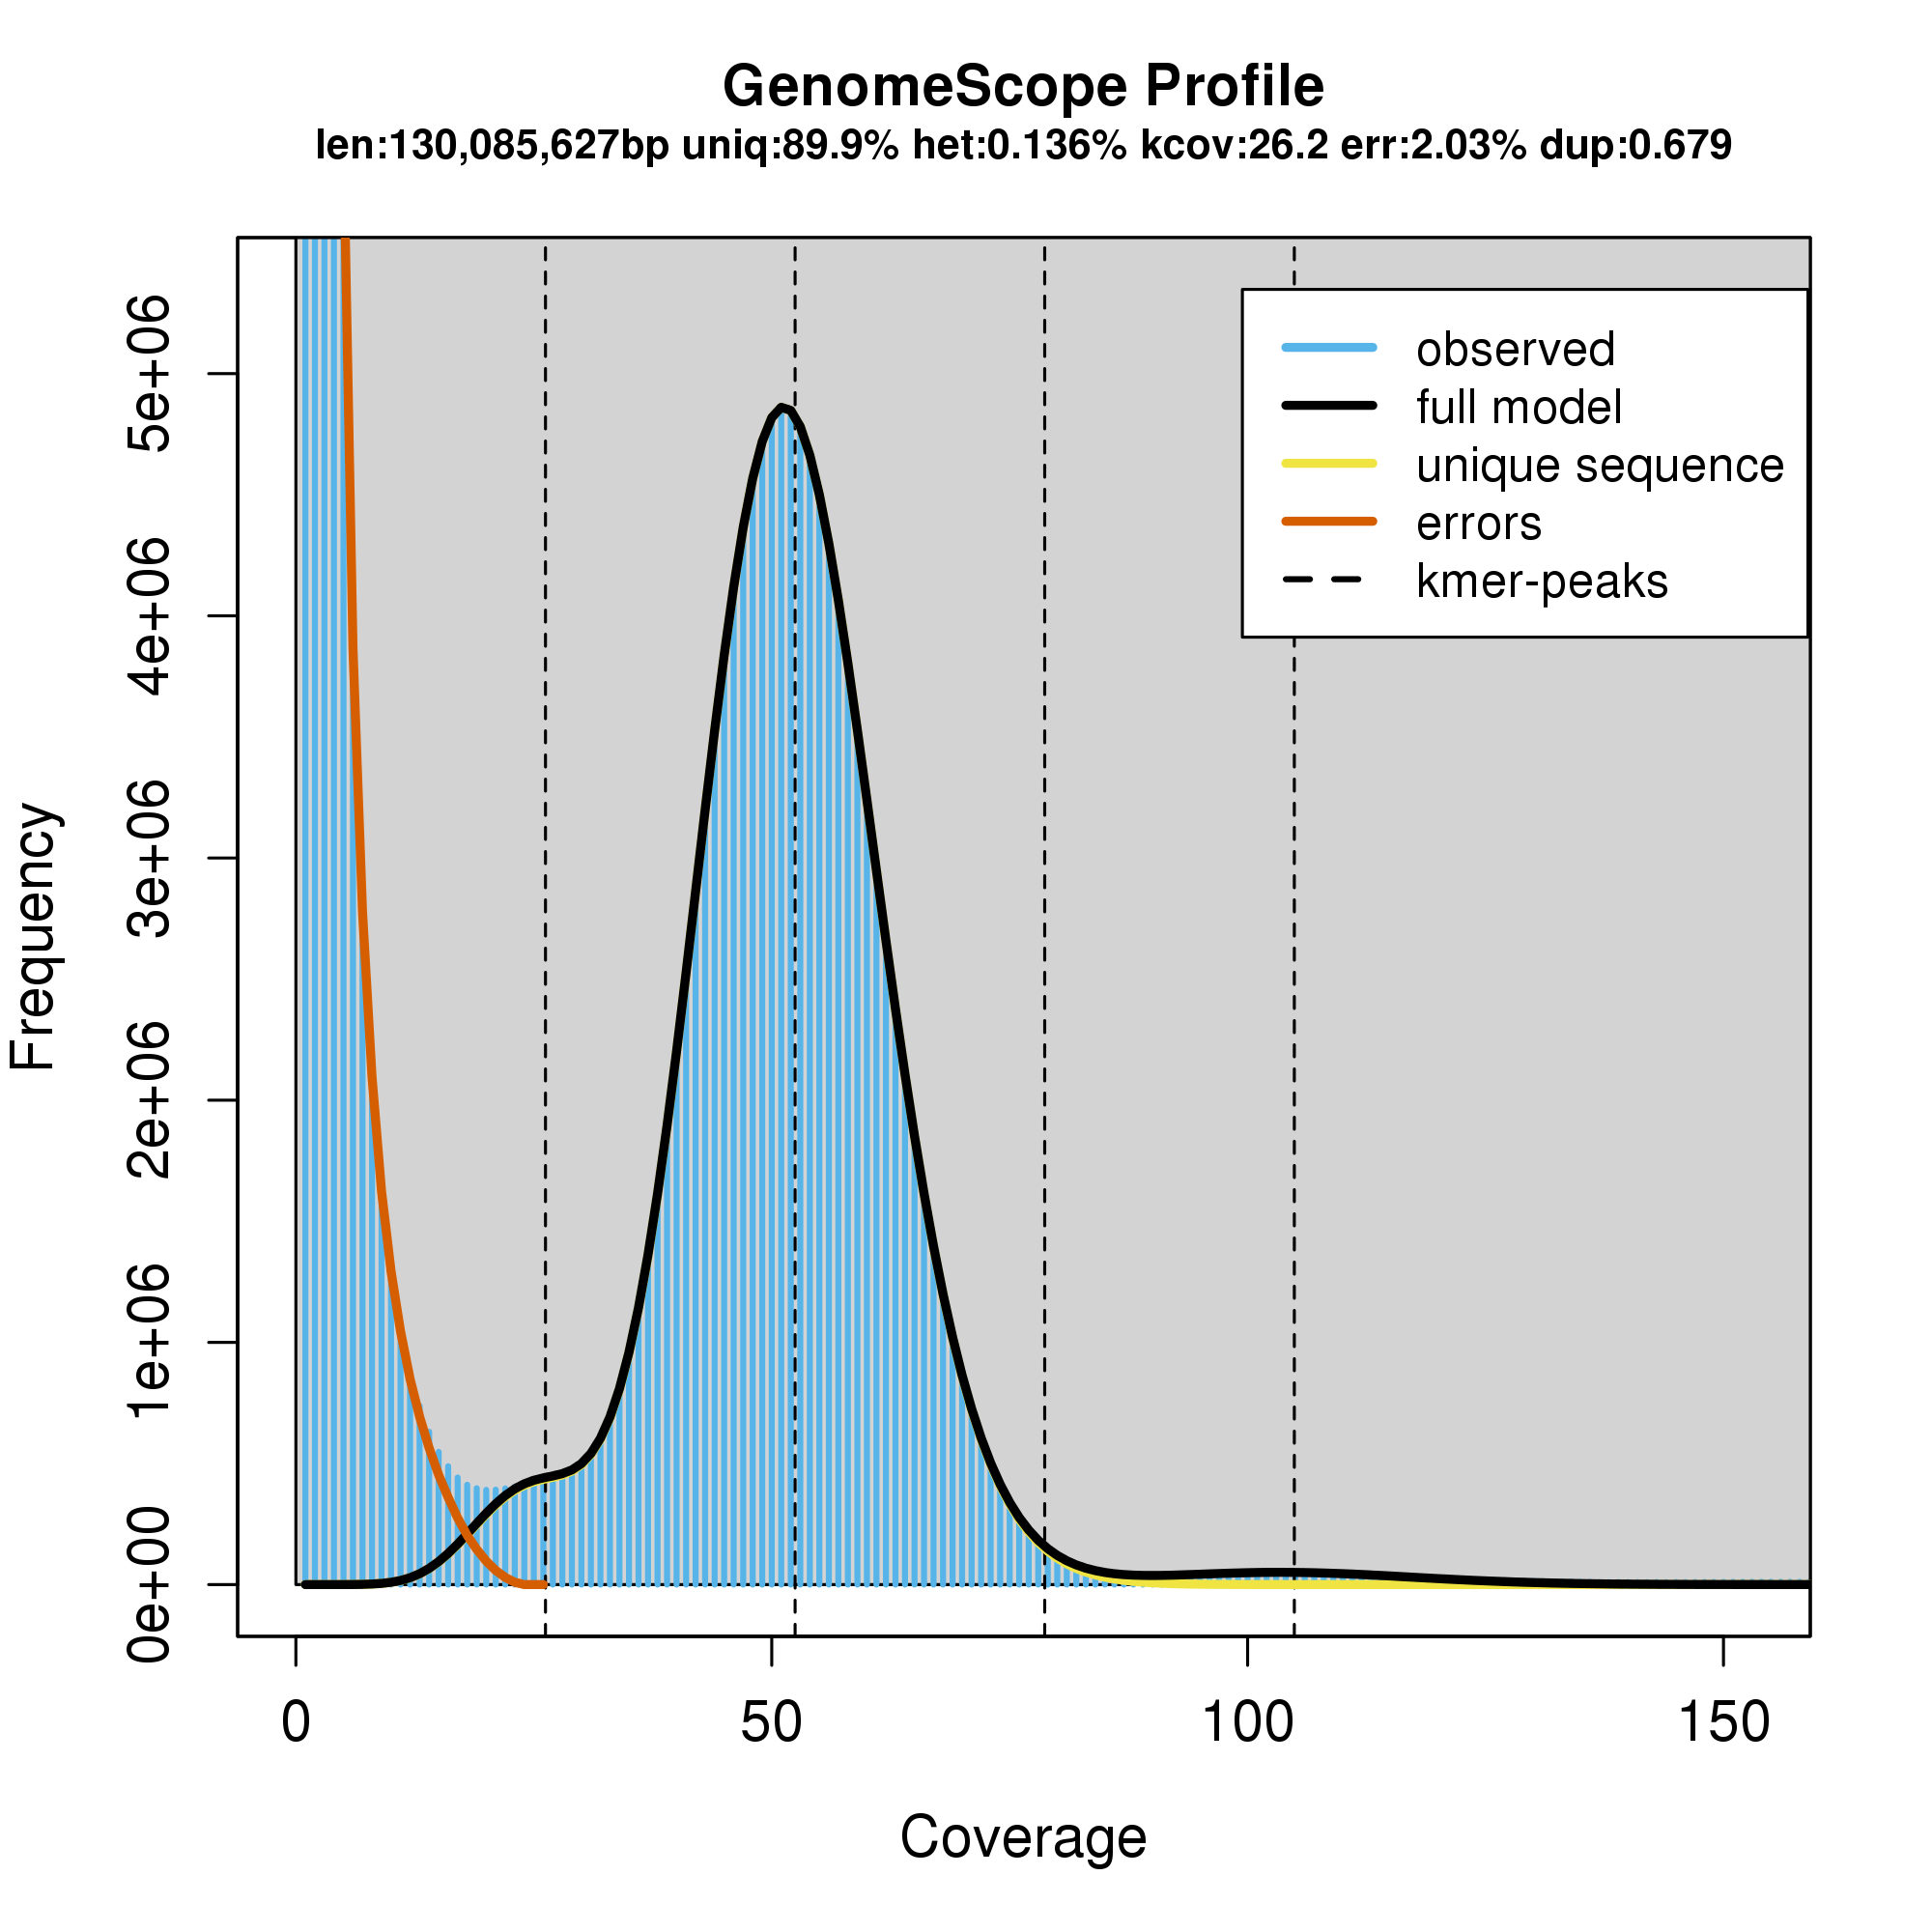 GenomeScope Profile
len:130,085,627bp uniq:89.9% het:0.136% kcov:26.2 err:2.03% dup:0.679
observed
full model
unique sequence
errors
kmer-peaks
Frequency
5e+06
4e+06
3e+06
2e+06
1e+06
0e+00
0 50 100 150
Coverage